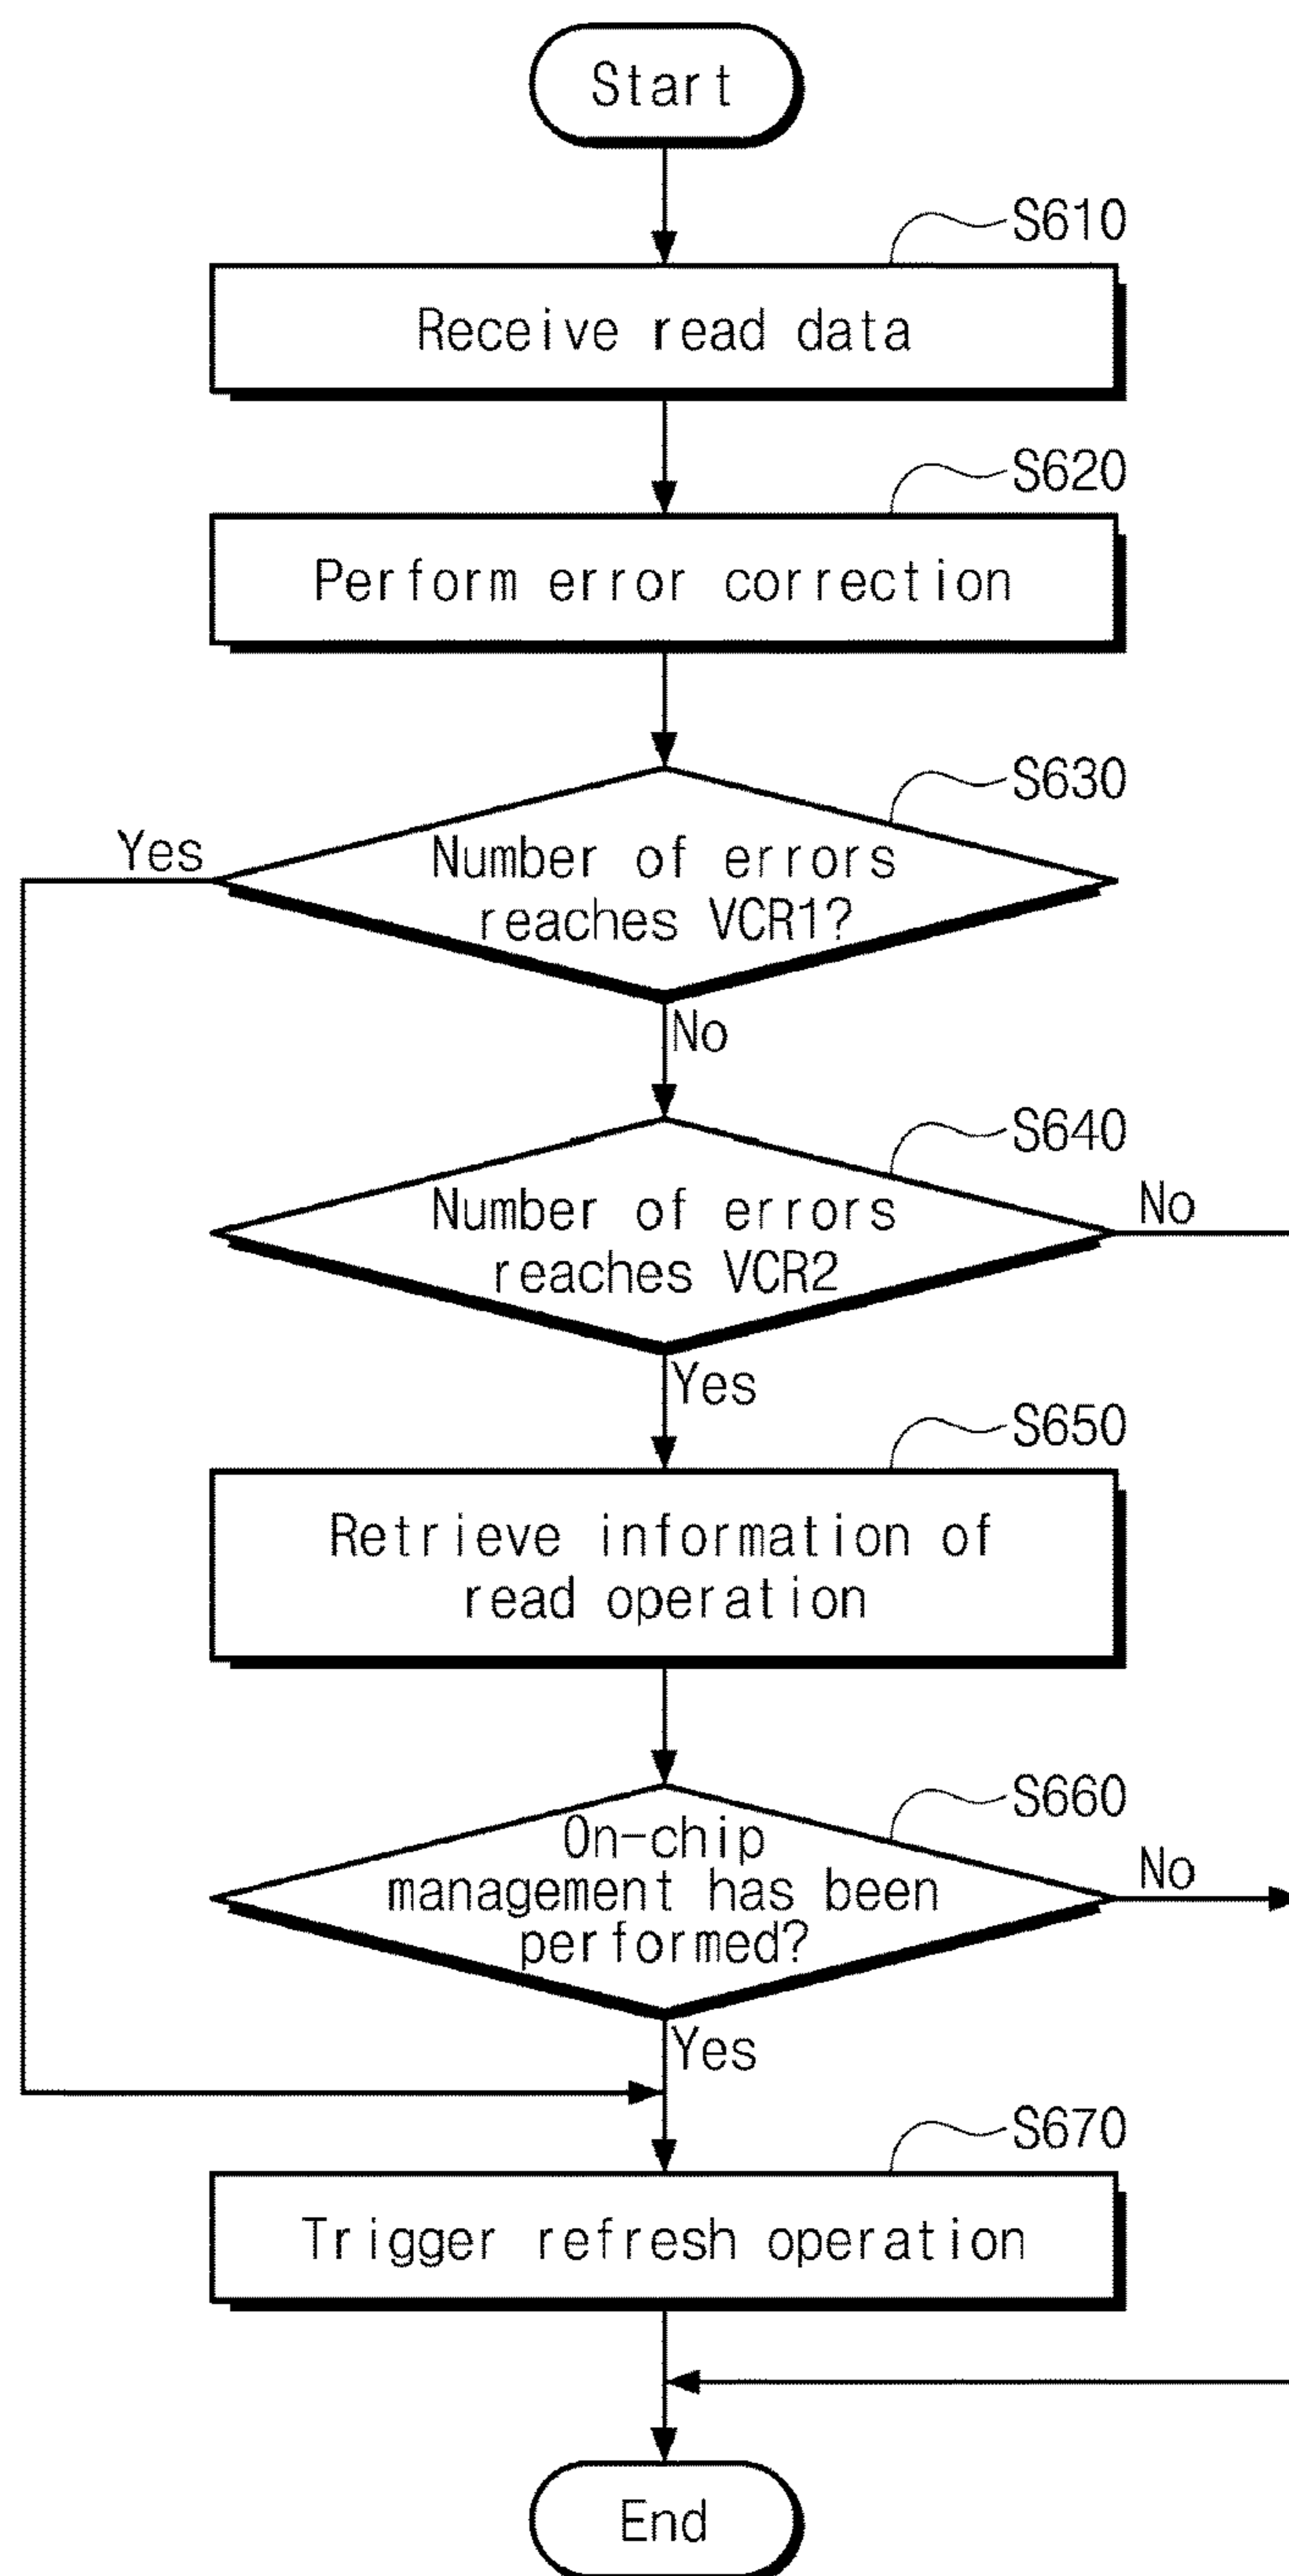 Start
S610
Receive read data
S620
Perform error correction
S630
Yes
Number of errors
reaches VCR1?
No
S640
Number of errors
reaches VCR2
No
Yes
S650
Retrieve information of
read operation
S660
On-chip
management has been
performed?
No
Yes
S670
Trigger refresh operation
End